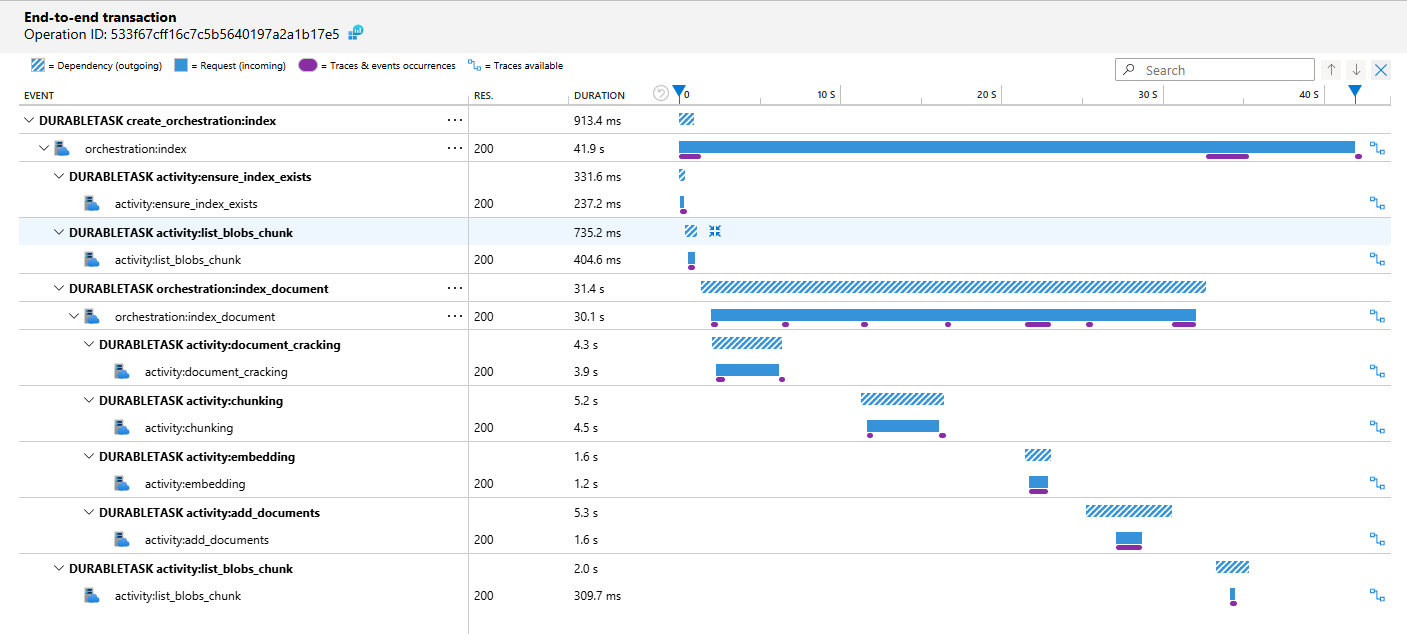 End-to-end transaction
Operation ID: 533f67cff16c7c5b5640197a2a1b17e5
= Dependency (outgoing) = Request (incoming) = Traces & events occurrences = Traces available
Search
EVENT RES. DURATION 0 10 S 20 S 30 S 40 S
DURABLETASK create_orchestration:index ... 913.4 ms
orchestration:index ... 200 41.9 s
DURABLETASK activity:ensure_index_exists 331.6 ms
activity:ensure_index_exists 200 237.2 ms
DURABLETASK activity:list_blobs_chunk 735.2 ms
activity:list_blobs_chunk 200 404.6 ms
DURABLETASK orchestration:index_document ... 31.4 s
orchestration:index_document ... 200 30.1 s
DURABLETASK activity:document_cracking 4.3 s
activity:document_cracking 200 3.9 s
DURABLETASK activity:chunking 5.2 s
activity:chunking 200 4.5 s
DURABLETASK activity:embedding 1.6 s
activity:embedding 200 1.2 s
DURABLETASK activity:add_documents 5.3 s
activity:add_documents 200 1.6 s
DURABLETASK activity:list_blobs_chunk 2.0 s
activity:list_blobs_chunk 200 309.7 ms